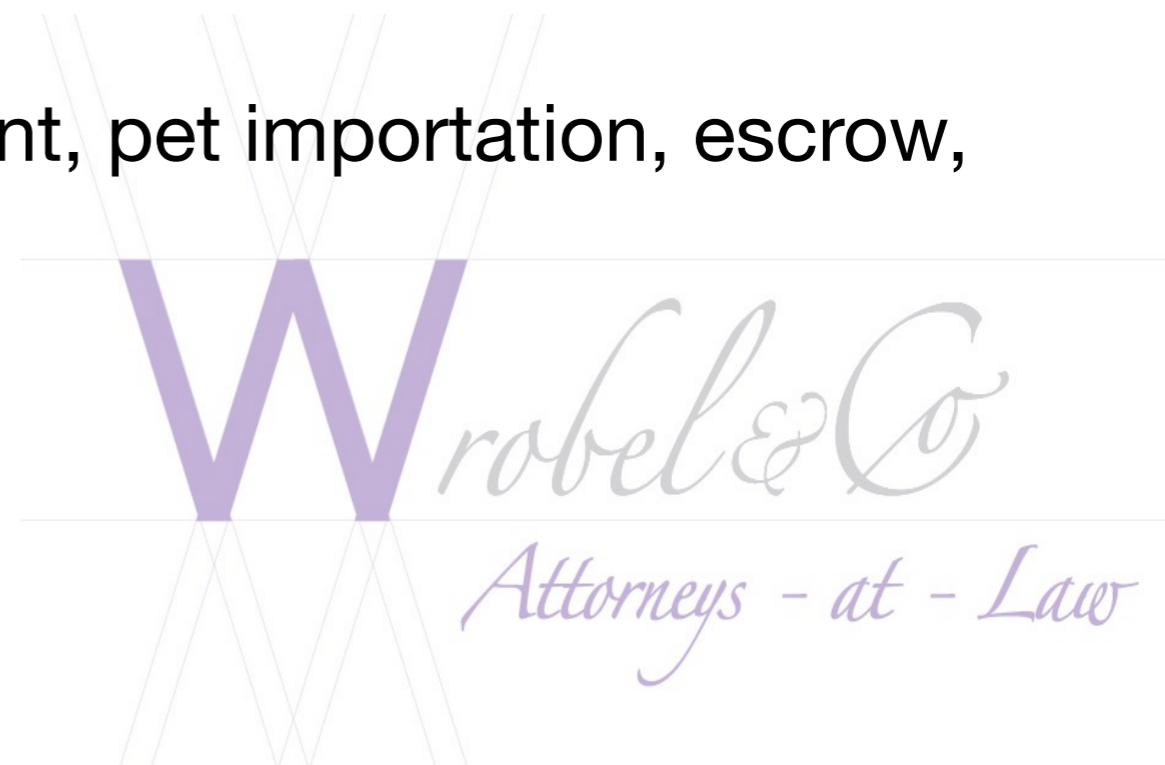 nt, pet importation, escrow,
Wrobel & Co
Attorneys - at - Law